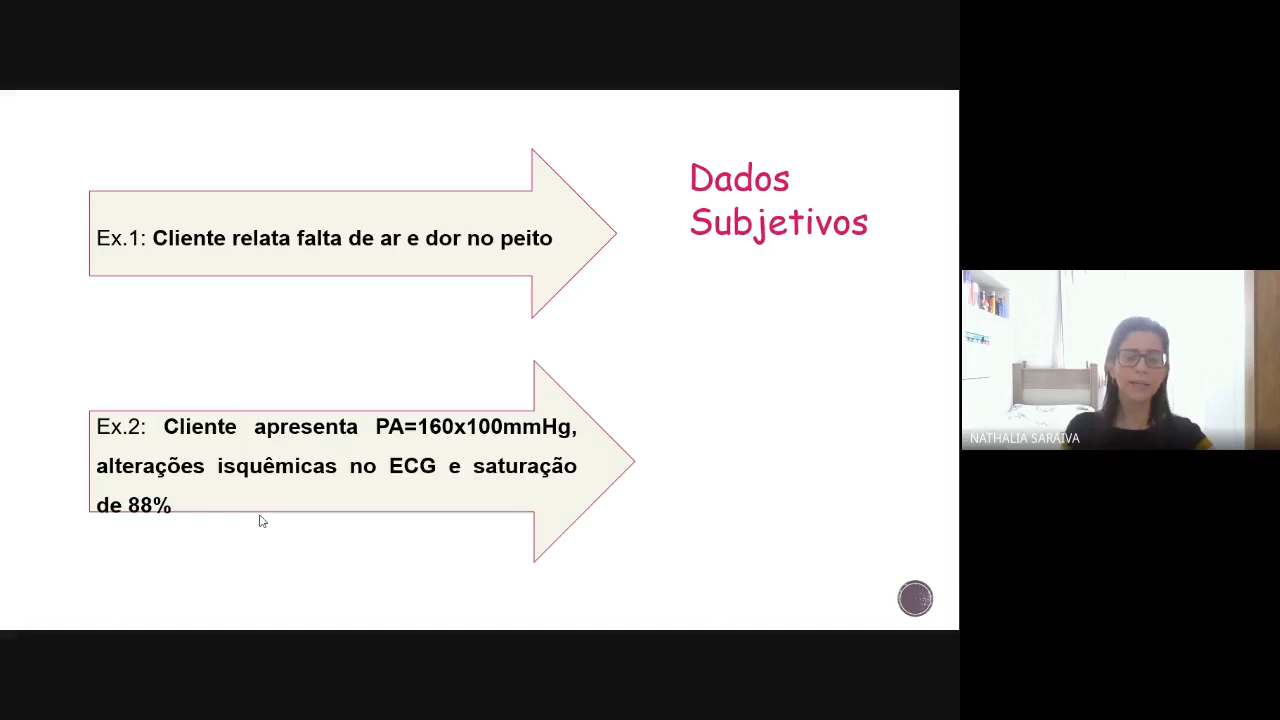 Dados
Subjetivos
Ex.1: Cliente relata falta de ar e dor no peito
Ex.2: Cliente apresenta PA=160x100mmHg,
alterações isquêmicas no ECG e saturação
de 88%
NATHALIA SARAIVA